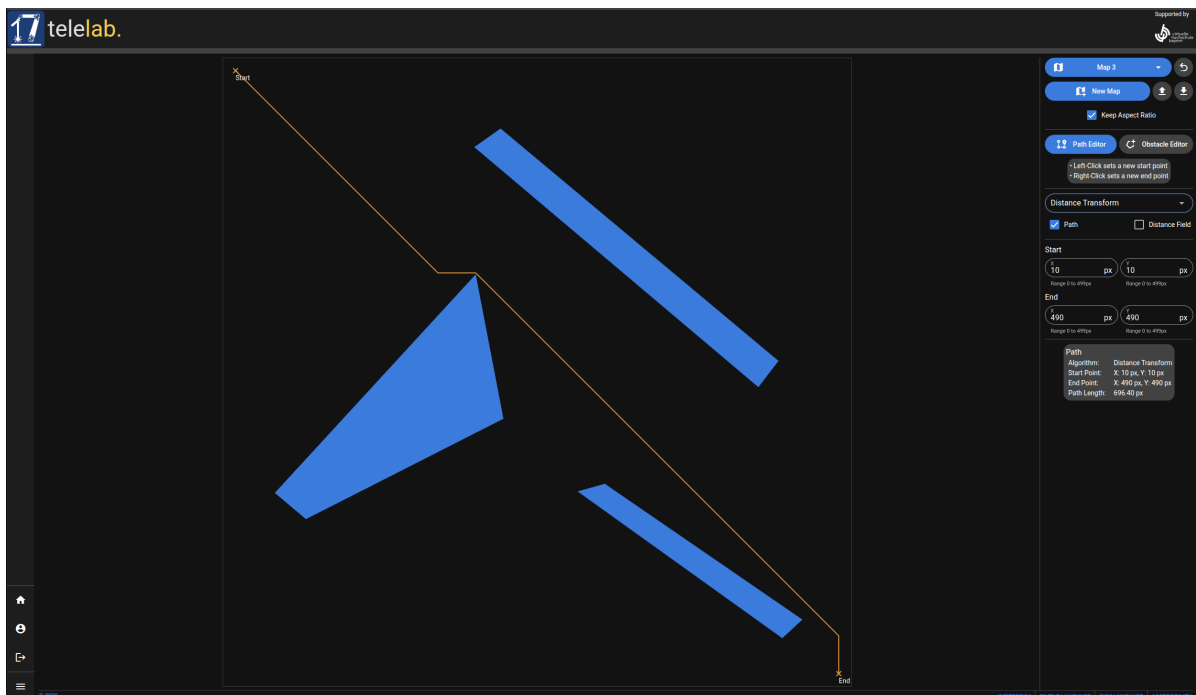 17 telelab.
Supported by
virtuelle
hochschule
bayern
Start
End
Map 3
New Map
Keep Aspect Ratio
Path Editor
Obstacle Editor
• Left-Click sets a new start point
• Right-Click sets a new end point
Distance Transform
Path
Distance Field
Start
X
10 px
Y
10 px
Range 0 to 499px
Range 0 to 499px
End
X
490 px
Y
490 px
Range 0 to 499px
Range 0 to 499px
Path
Algorithm: Distance Transform
Start Point: X: 10 px, Y: 10 px
End Point: X: 490 px, Y: 490 px
Path Length: 696.40 px